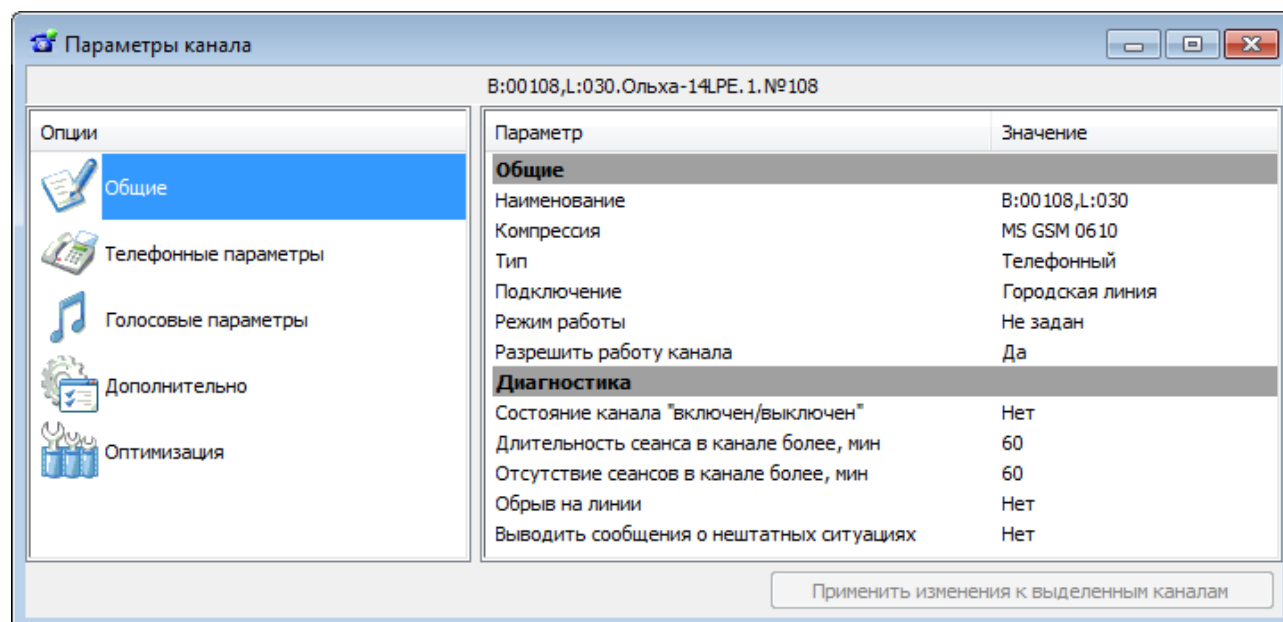 Параметры канала
B:00108,L:030.Ольха-14LPE.1.№108
Опции
Общие
Телефонные параметры
Голосовые параметры
Дополнительно
Оптимизация
Параметр Значение
Общие
Наименование B:00108,L:030
Компрессия MS GSM 0610
Тип Телефонный
Подключение Городская линия
Режим работы Не задан
Разрешить работу канала Да
Диагностика
Состояние канала "включен/выключен" Нет
Длительность сеанса в канале более, мин 60
Отсутствие сеансов в канале более, мин 60
Обрыв на линии Нет
Выводить сообщения о нештатных ситуациях Нет
Применить изменения к выделенным каналам